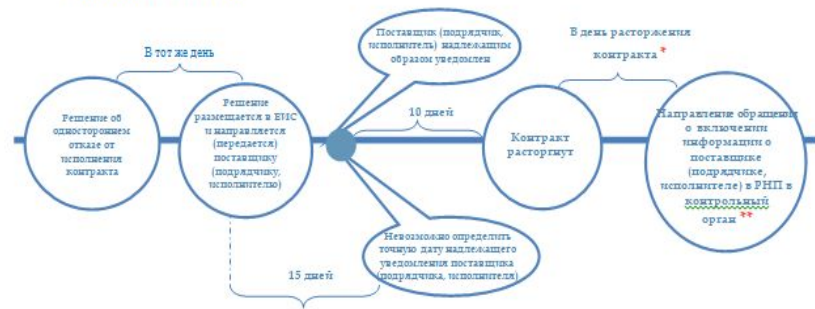 В тот же день
Поставщик (подрядчик,
исполнитель) надлежащим
образом уведомлен
В день расторжения
контракта *
Решение об
одностороннем
отказе от
исполнения
контракта
Решение
размещается в ЕИС
и направляется
(передается)
поставщику
(подрядчику,
исполнителю)
10 дней
Контракт
расторгнут
Направление обращения
о включении
информации о
поставщике
(подрядчике,
исполнителе) в РНП в
контрольный
орган **
Невозможно определить
точную дату надлежащего
уведомления поставщика
(подрядчика, исполнителя)
15 дней